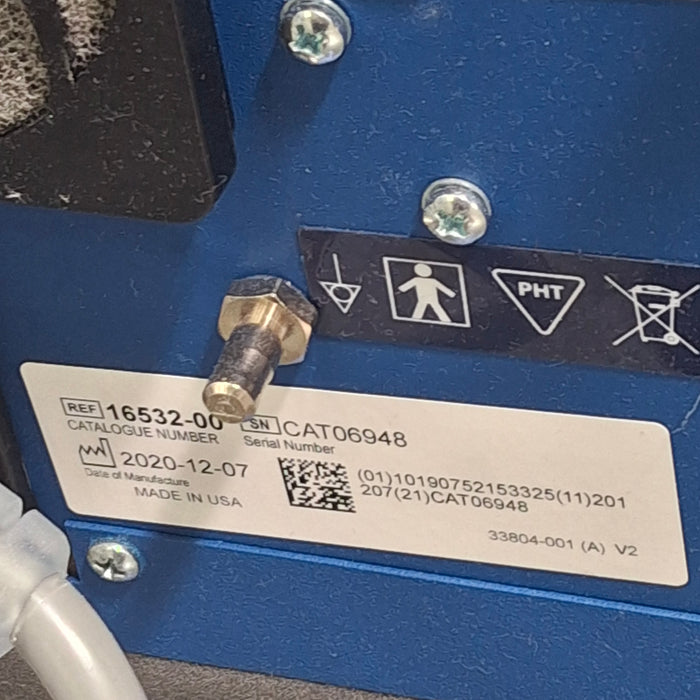 PHT
REF 16532-00 SN CAT06948
CATALOGUE NUMBER Serial Number
2020-12-07
Date of Manufacture
MADE IN USA
(01)10190752153325(11)201
207(21)CAT06948
33804-001 (A) V2